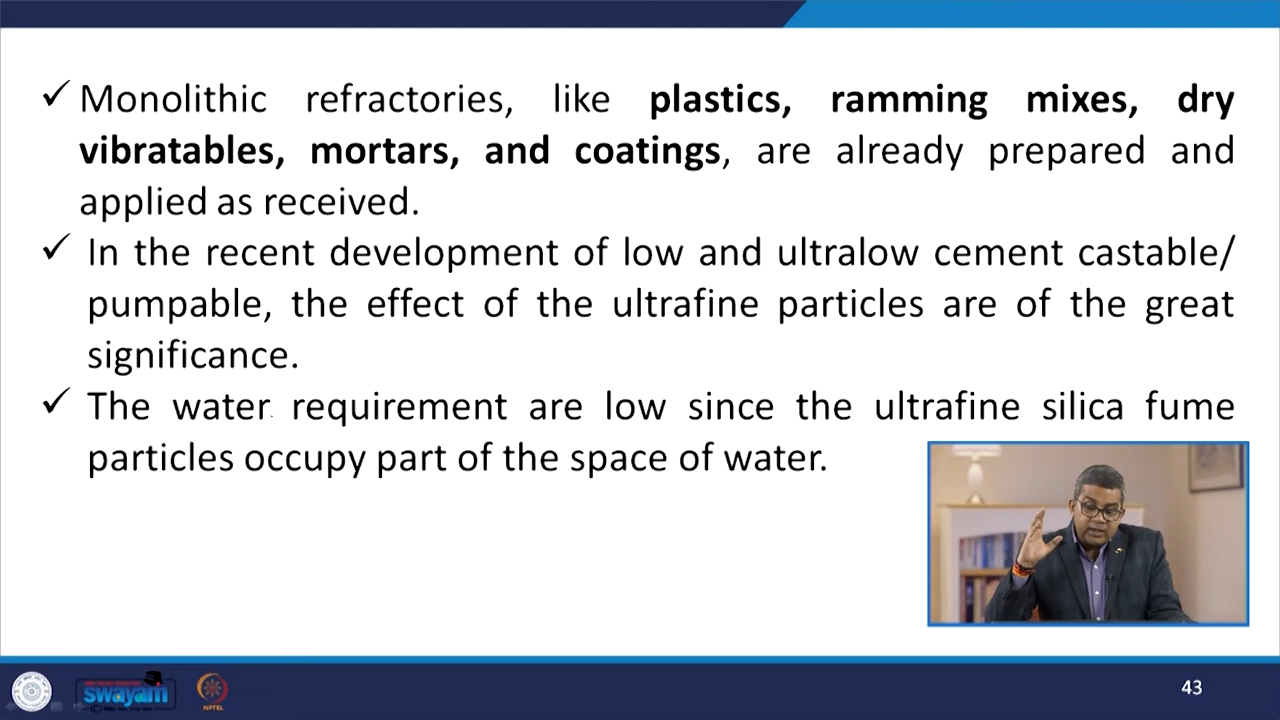 ✓ Monolithic refractories, like plastics, ramming mixes, dry
vibratables, mortars, and coatings, are already prepared and
applied as received.
✓ In the recent development of low and ultralow cement castable/
pumpable, the effect of the ultrafine particles are of the great
significance.
✓ The water requirement are low since the ultrafine silica fume
particles occupy part of the space of water.
swayam
NPTEL
43